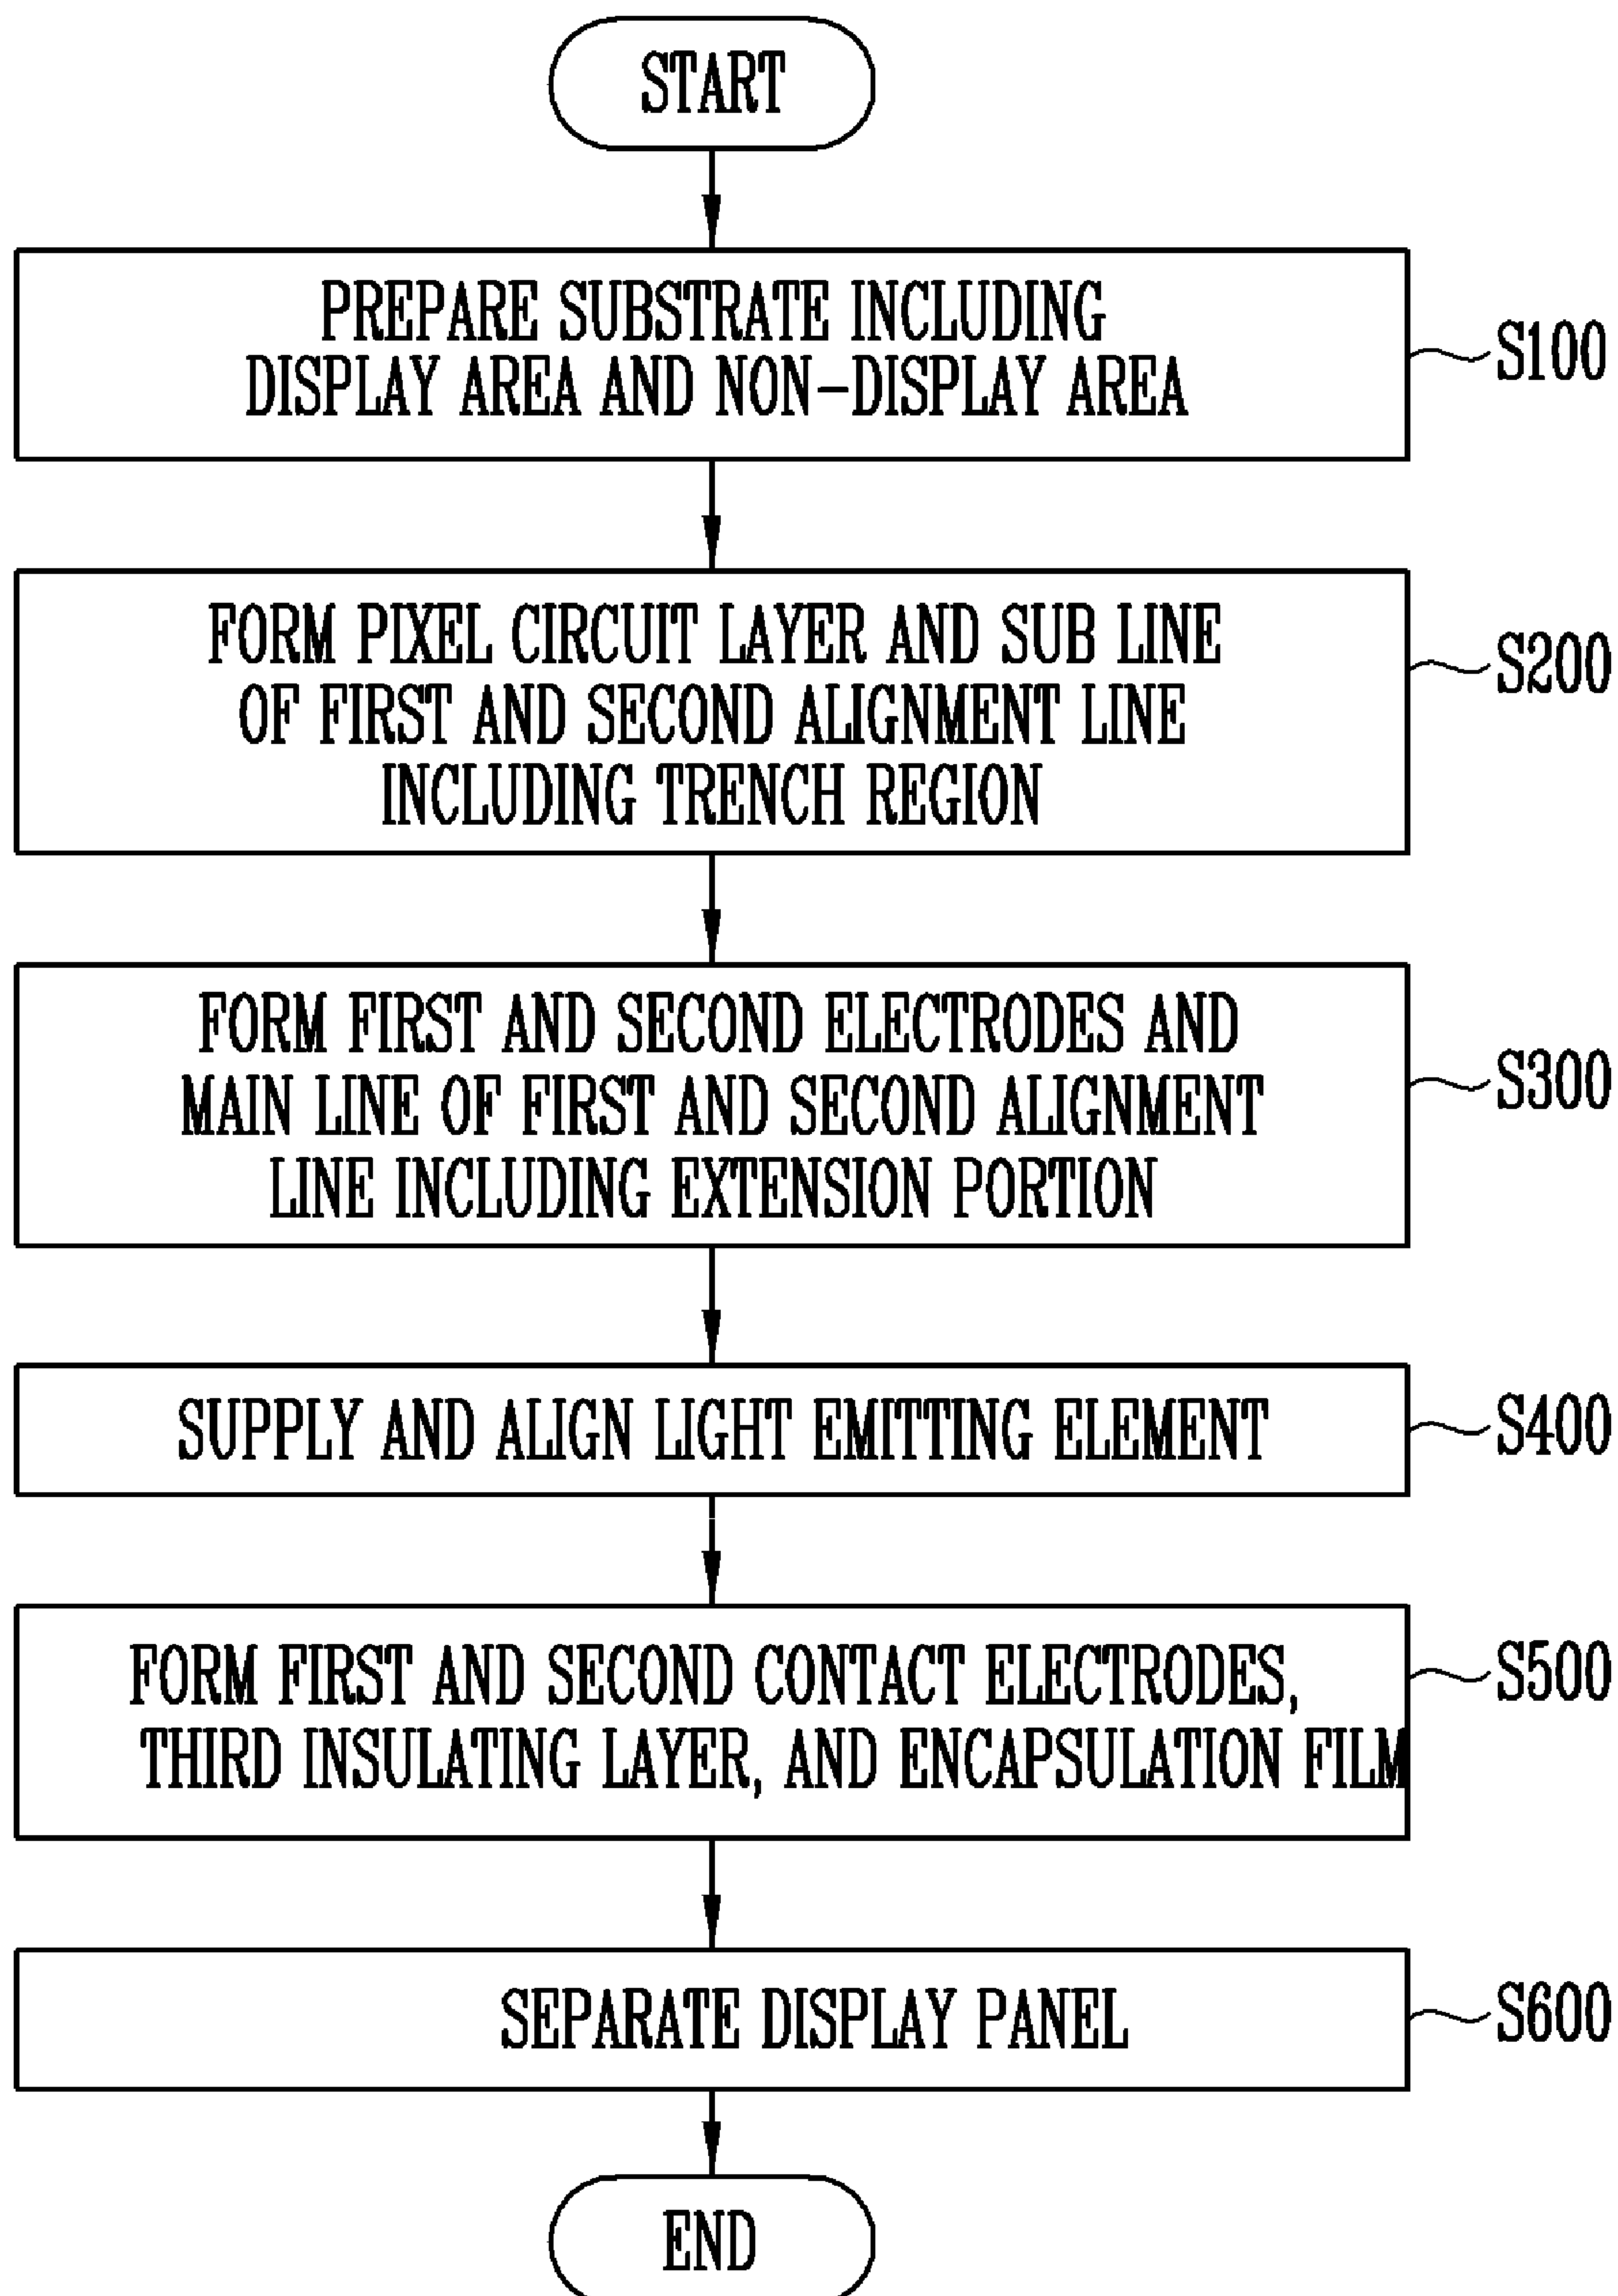 START
PREPARE SUBSTRATE INCLUDING
DISPLAY AREA AND NON-DISPLAY AREA
S100
FORM PIXEL CIRCUIT LAYER AND SUB LINE
OF FIRST AND SECOND ALIGNMENT LINE
INCLUDING TRENCH REGION
S200
FORM FIRST AND SECOND ELECTRODES AND
MAIN LINE OF FIRST AND SECOND ALIGNMENT
LINE INCLUDING EXTENSION PORTION
S300
SUPPLY AND ALIGN LIGHT EMITTING ELEMENT
S400
FORM FIRST AND SECOND CONTACT ELECTRODES,
THIRD INSULATING LAYER, AND ENCAPSULATION FILM
S500
SEPARATE DISPLAY PANEL
S600
END